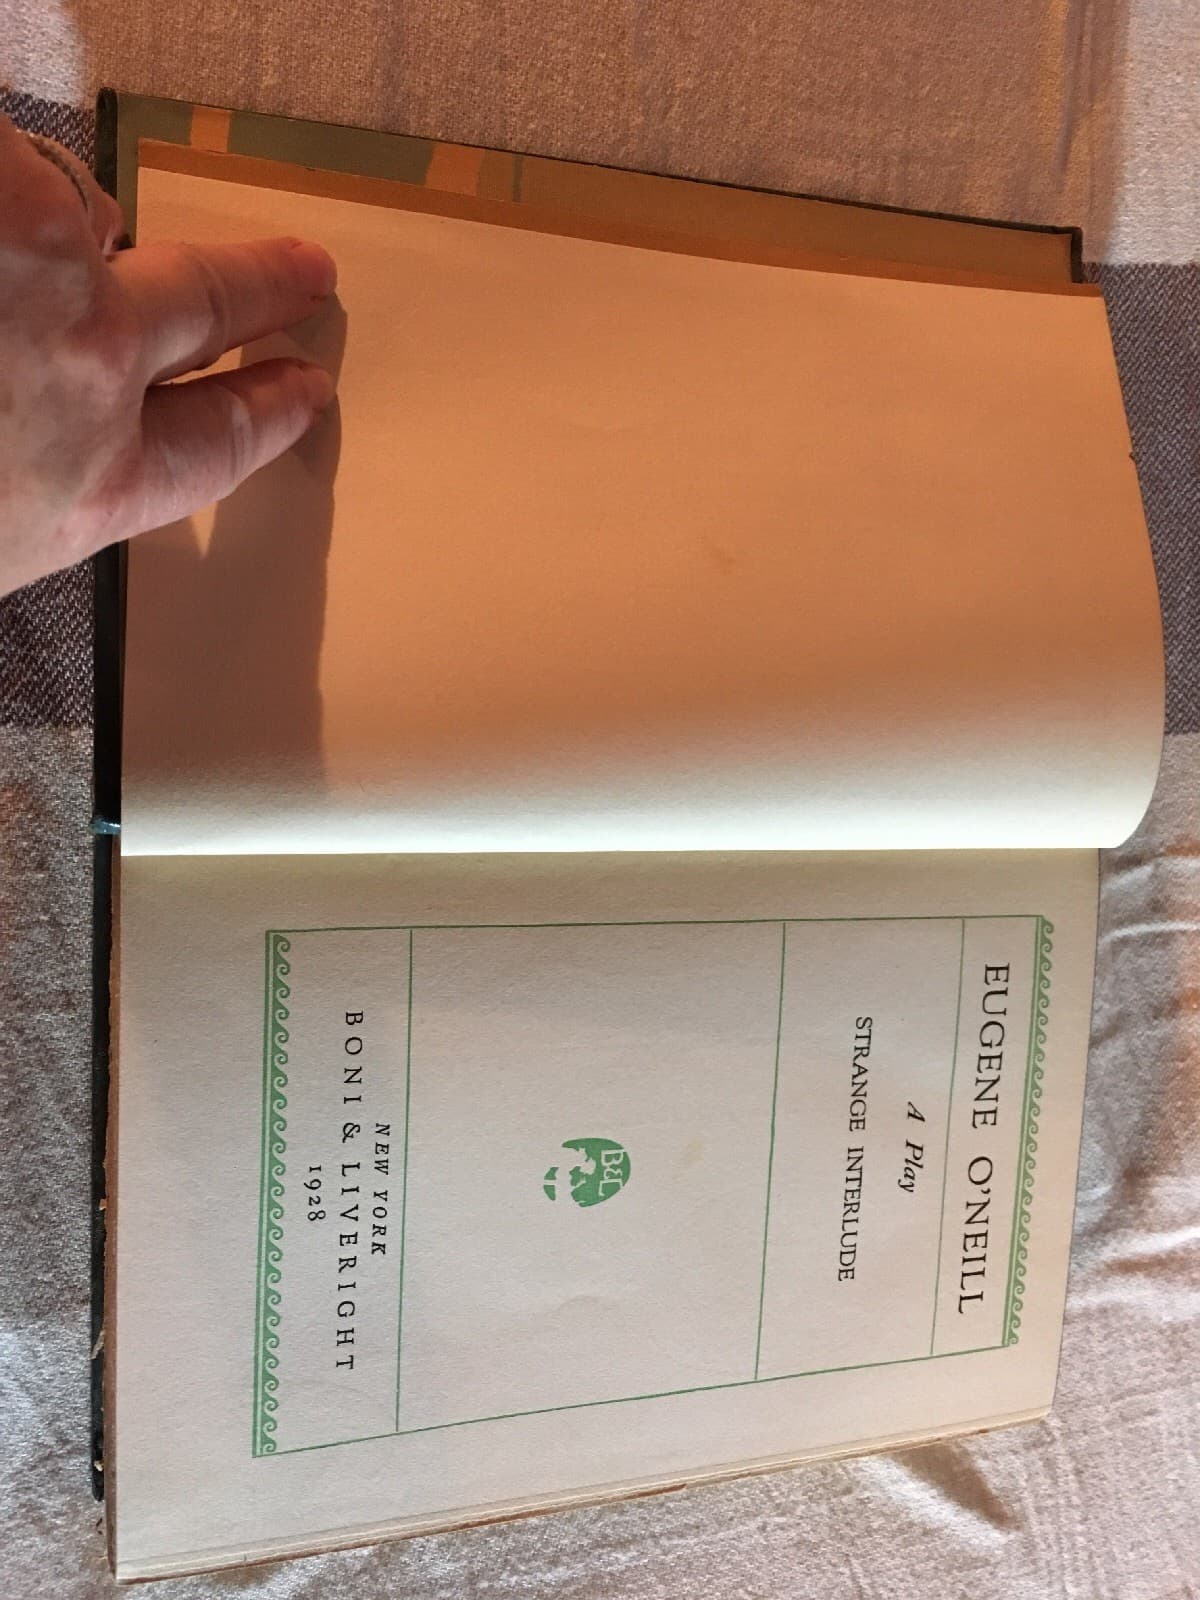 EUGENE O'NEILL
A Play
STRANGE INTERLUDE
B&L
NEW YORK
BONI & LIVERIGHT
1928